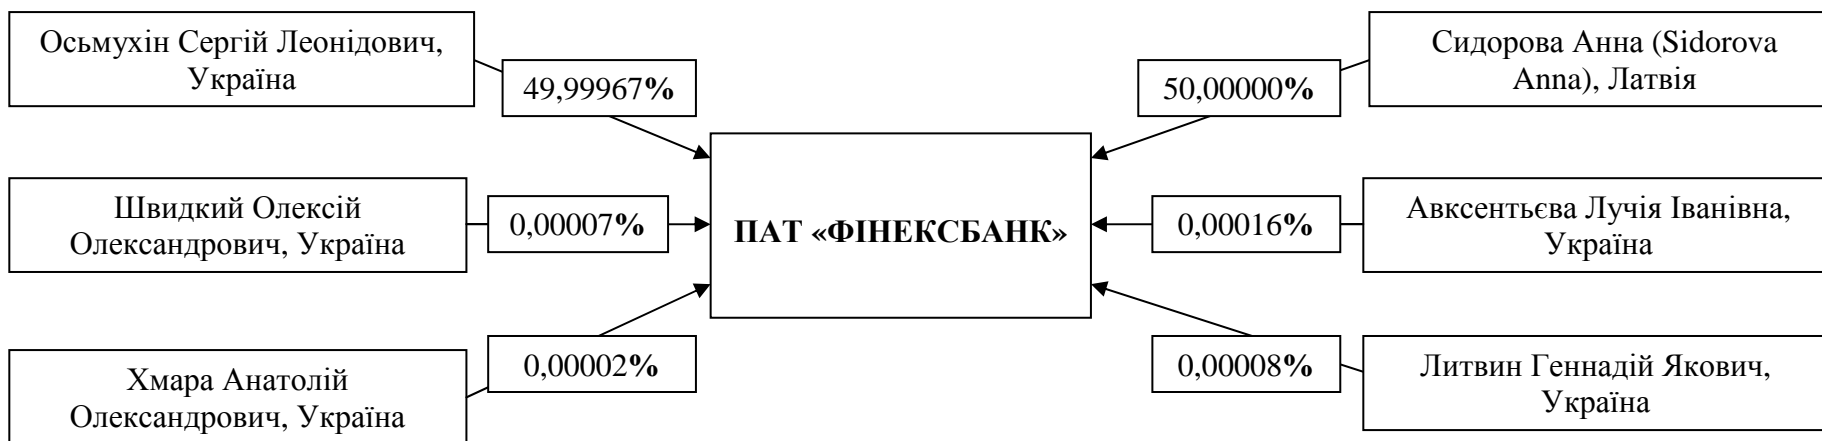 Осьмухін Сергій Леонідович,
Україна
49,99967%
Швидкий Олексій
Олександрович, Україна
0,00007%
Хмара Анатолій
Олександрович, Україна
0,00002%
ПАТ «ФІНЕКСБАНК»
Сидорова Анна (Sidorova
Anna), Латвія
50,00000%
Авксентьєва Лучія Іванівна,
Україна
0,00016%
Литвин Геннадій Якович,
Україна
0,00008%